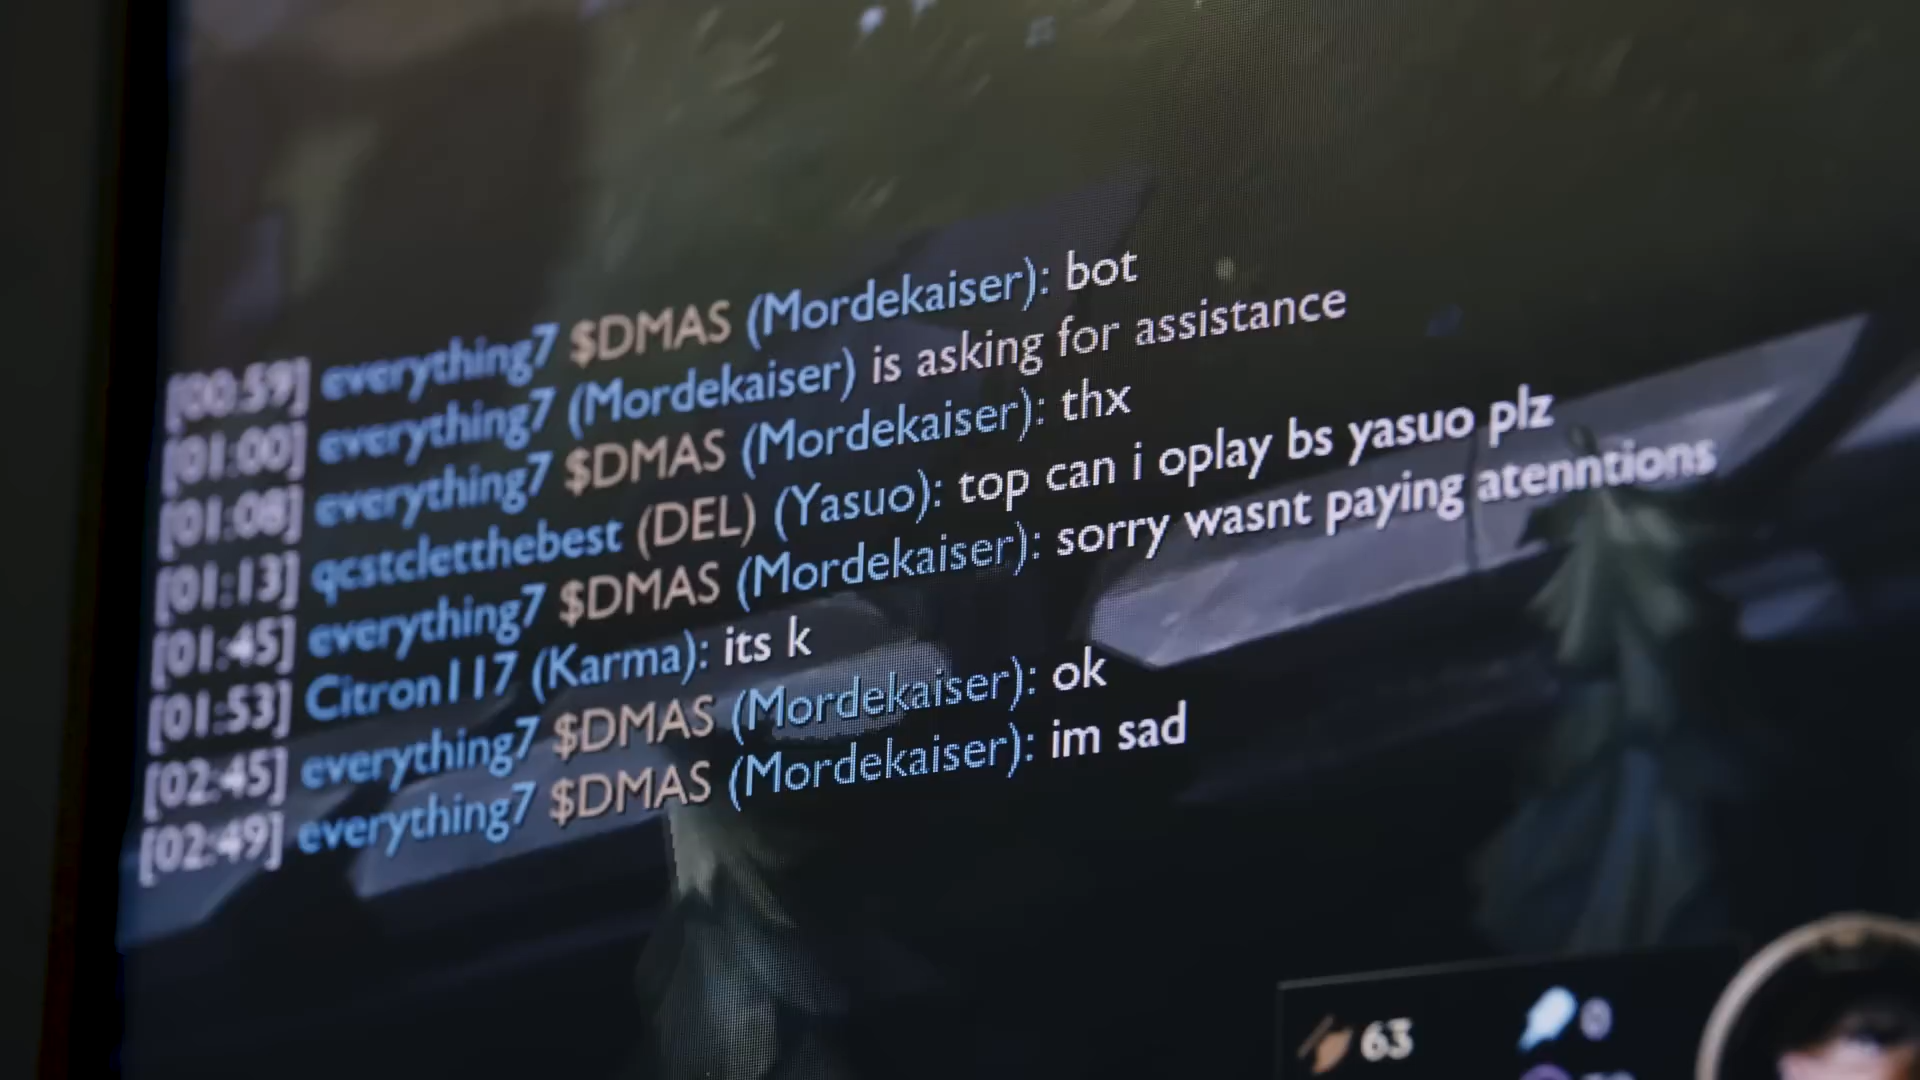 [00:59] everything7 $DMAS (Mordekaiser): bot
[01:00] everything7 (Mordekaiser) is asking for assistance
[01:08] everything7 $DMAS (Mordekaiser): thx
[01:13] qcstcletthebest (DEL) (Yasuo): top can i oplay bs yasuo plz
[01:45] everything7 $DMAS (Mordekaiser): sorry wasnt paying atenntions
[01:53] Citron117 (Karma): its k
[02:45] everything7 $DMAS (Mordekaiser): ok
[02:49] everything7 $DMAS (Mordekaiser): im sad
63 0